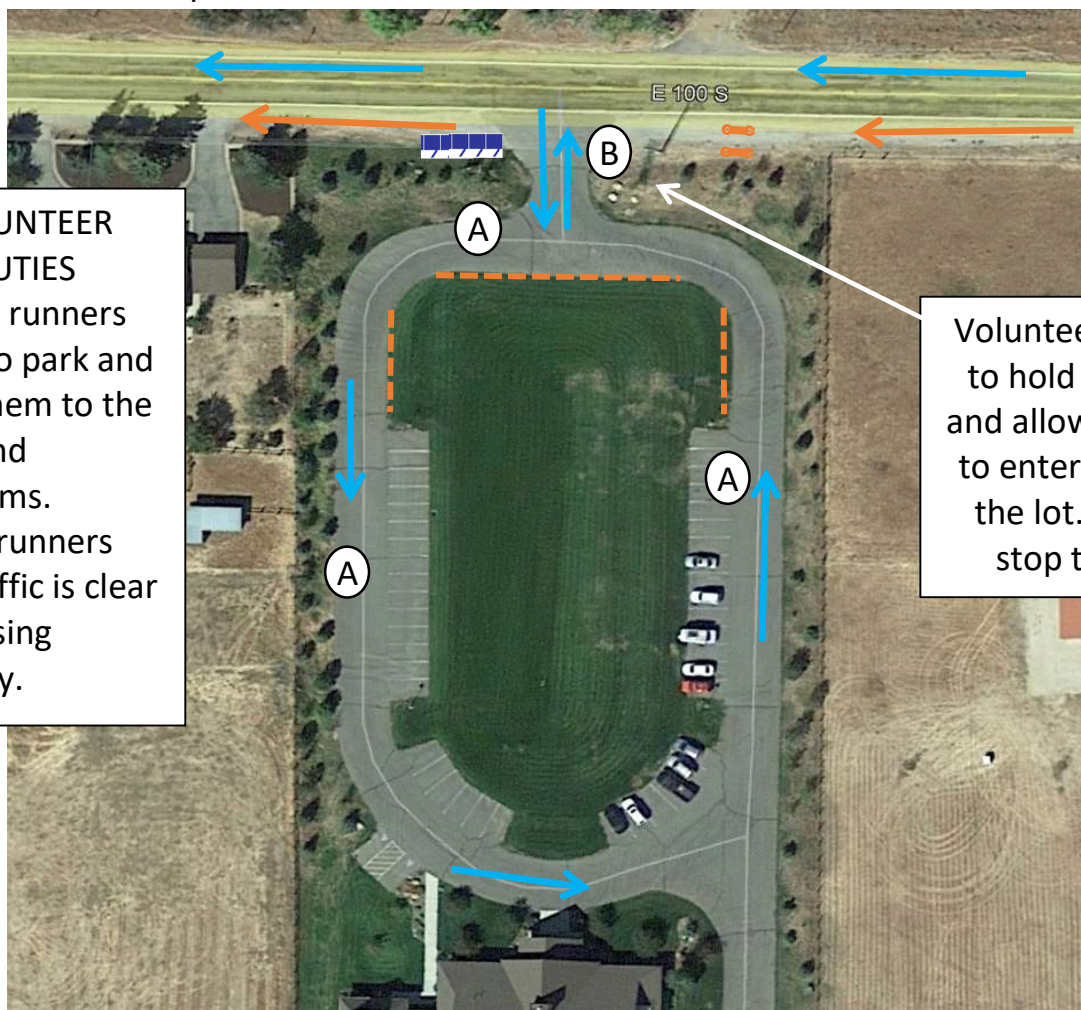 E 100 S
B
A
UNTEER
UTIES
runners
o park and
hem to the
nd
ms.
runners
ffic is clear
sing
y.
Voluntee
to hold
and allow
to enter
the lot.
stop t
A
A